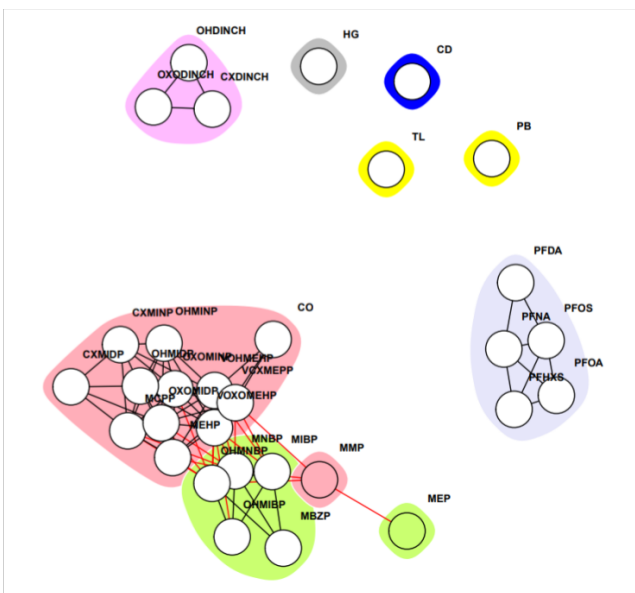 OHDINCH
HG
CD
OXODINCH
CXDINCH
TL
PB
PFDA
PFNA
PFOS
PFHXS
PFOA
CO
CXMINP
OHMINP
CXMIDP
OHMIDP
OXOMINP
VOHMEHP
VCXMEPP
MCPP
OXOMIDP
VOXOMEHP
MEHP
MNBP
MIBP
MMP
OHMNBP
MEP
OHMIBP
MBZP